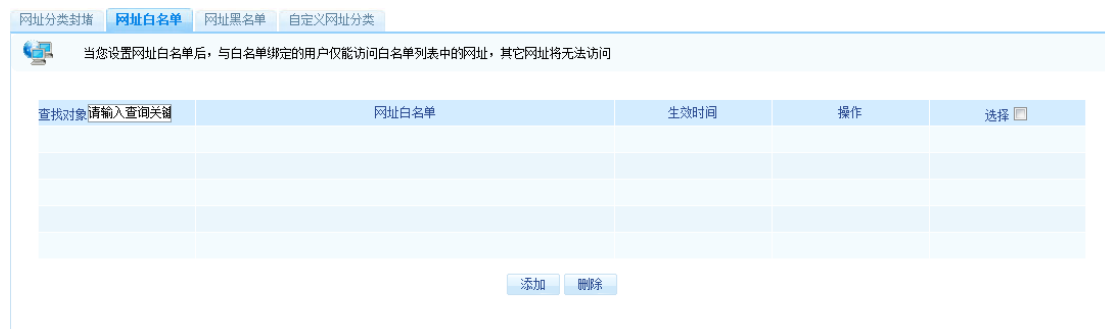 网址分类封堵 网址白名单 网址黑名单 自定义网址分类
当您设置网址白名单后，与白名单绑定的用户仅能访问白名单列表中的网址，其它网址将无法访问
查找对象 请输入查询关键 网址白名单 生效时间 操作 选择
添加 删除